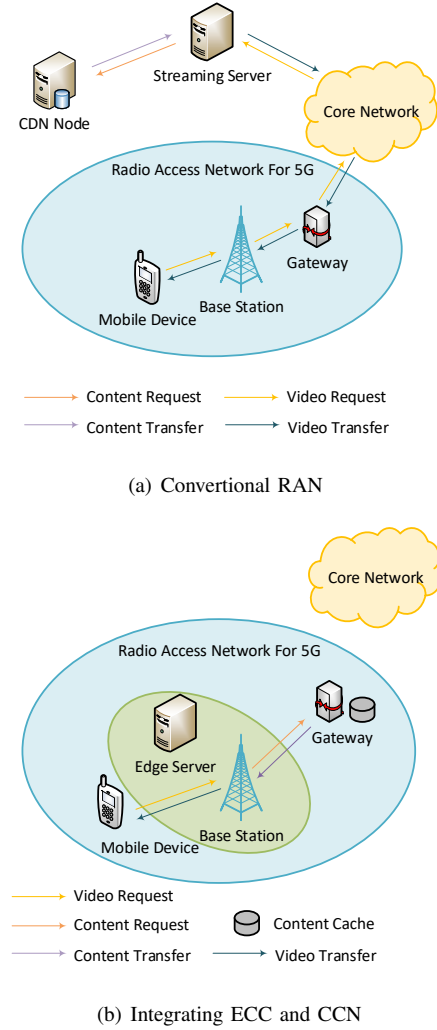 Streaming Server
CDN Node
Core Network
Radio Access Network For 5G
Gateway
Base Station
Mobile Device
Content Request
Video Request
Content Transfer
Video Transfer
(a) Convertional RAN
Core Network
Radio Access Network For 5G
Gateway
Edge Server
Base Station
Mobile Device
Video Request
Content Request
Content Cache
Content Transfer
Video Transfer
(b) Integrating ECC and CCN